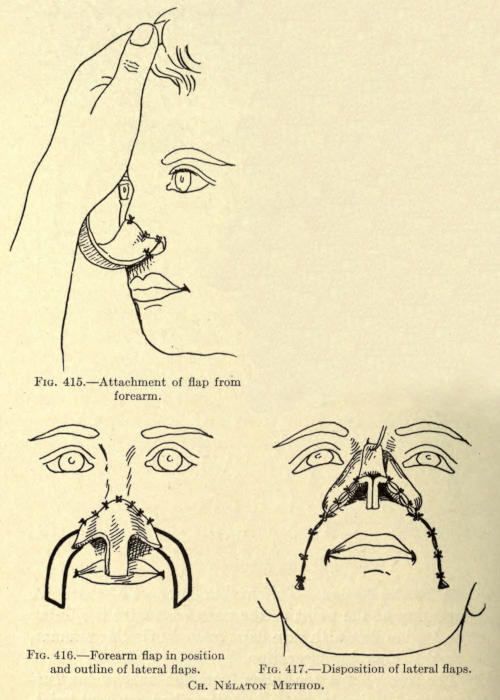 FIG. 415.—Attachment of flap from
forearm.
FIG. 416.—Forearm flap in position
and outline of lateral flaps.
FIG. 417.—Disposition of lateral flaps.
CH. NÉLATON METHOD.